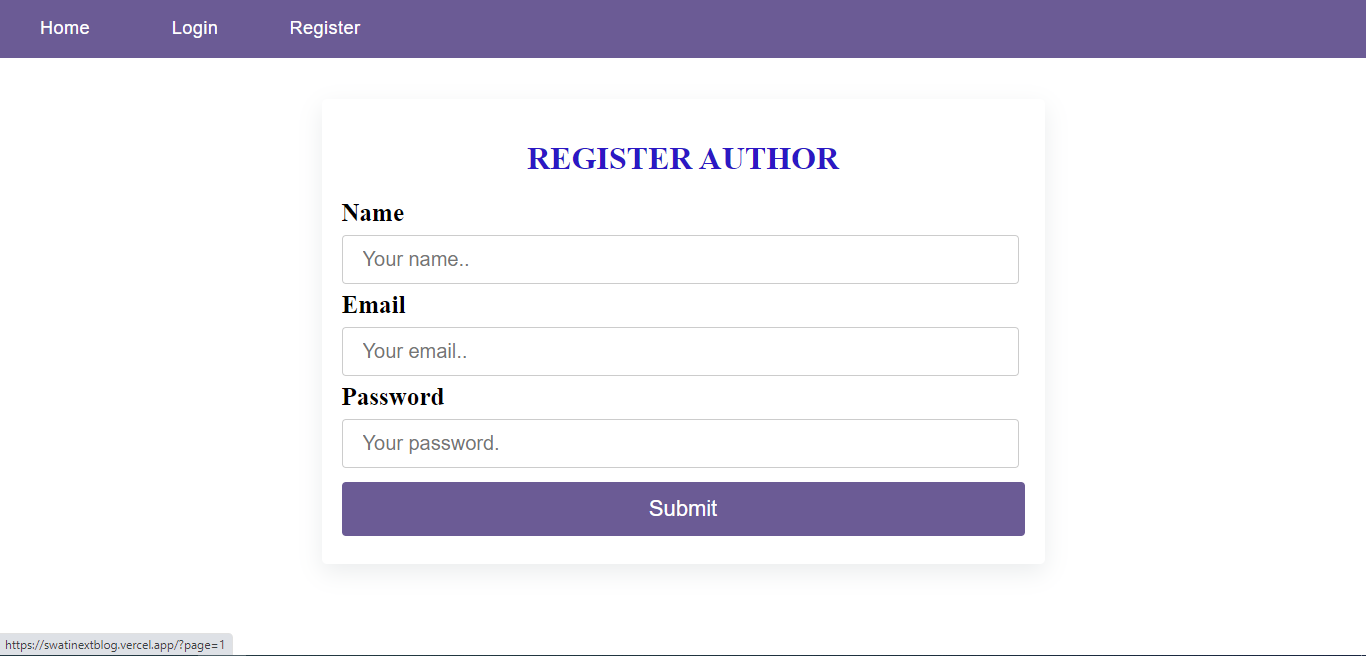 Home Login Register
REGISTER AUTHOR
Name
Your name..
Email
Your email..
Password
Your password.
Submit
https://swatinextblog.vercel.app/?page=1